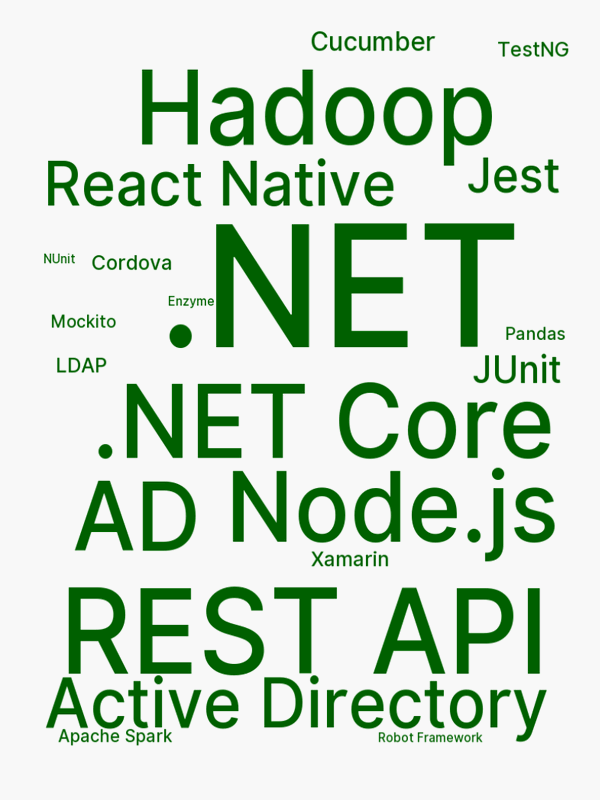 Cucumber
TestNG
Hadoop
React Native
Jest
.NET
NUnit
Cordova
Enzyme
Mockito
Pandas
LDAP
JUnit
.NET Core
AD
Node.js
Xamarin
REST API
Active Directory
Apache Spark
Robot Framework